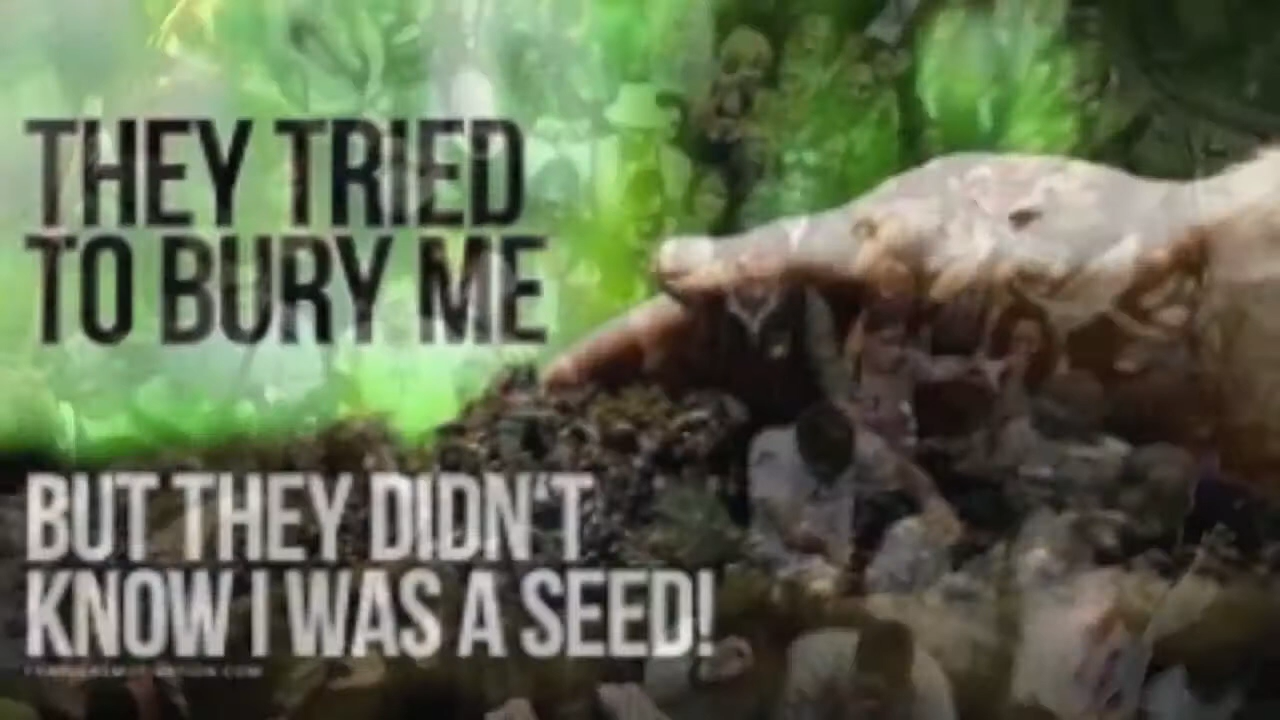 THEY TRIED
TO BURY ME
BUT THEY DIDN'T
KNOW I WAS A SEED!